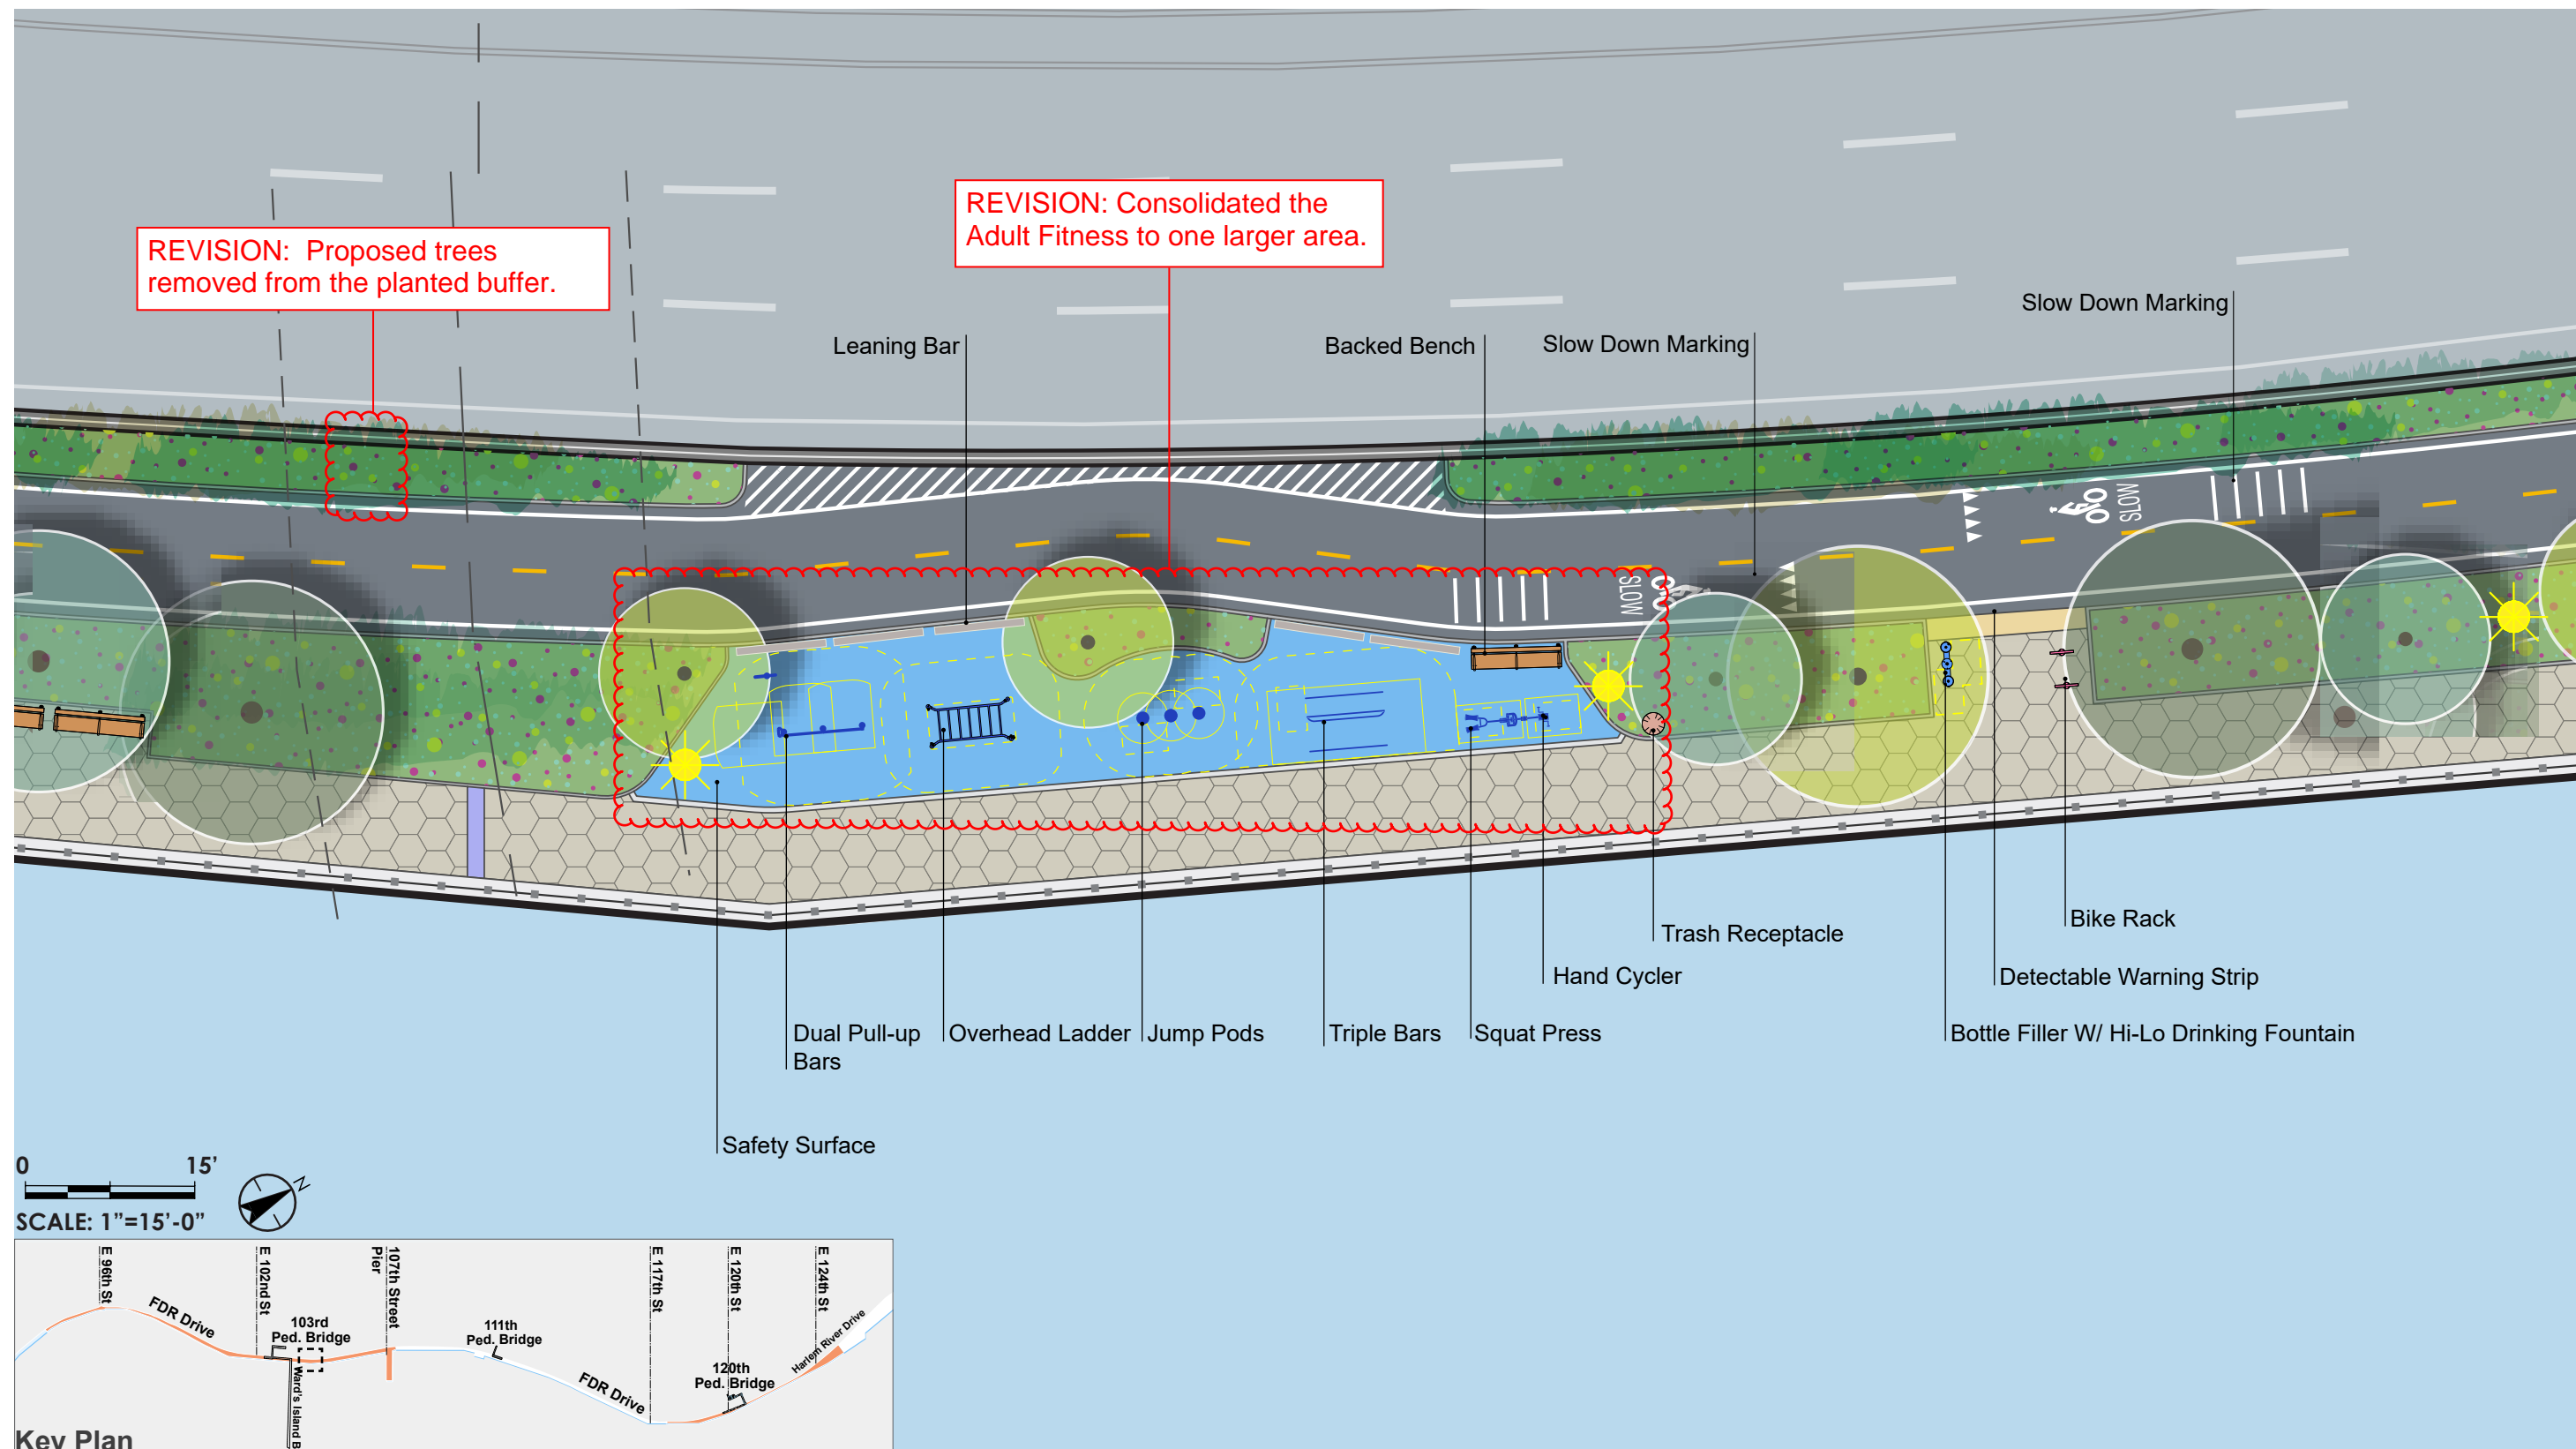 REVISION: Consolidated the
Adult Fitness to one larger area.
REVISION:  Proposed trees
removed from the planted buffer.
Slow Down Marking
Leaning Bar
Backed Bench
Slow Down Marking
SLOW
SLOW
Trash Receptacle
Bike Rack
Hand Cycler
Detectable Warning Strip
Dual Pull-up
Bars
Overhead Ladder
Jump Pods
Triple Bars
Squat Press
Bottle Filler W/ Hi-Lo Drinking Fountain
Safety Surface
0 15’
N
SCALE: 1”=15’-0”
E 96th St
E 102nd St
107th Street
Pier
E 117th St
E 120th St
E 124th St
FDR Drive
103rd
Ped. Bridge
111th
Ped. Bridge
Harlem River Drive
120th
Ped. Bridge
FDR Drive
Ward's Island B
Key Plan